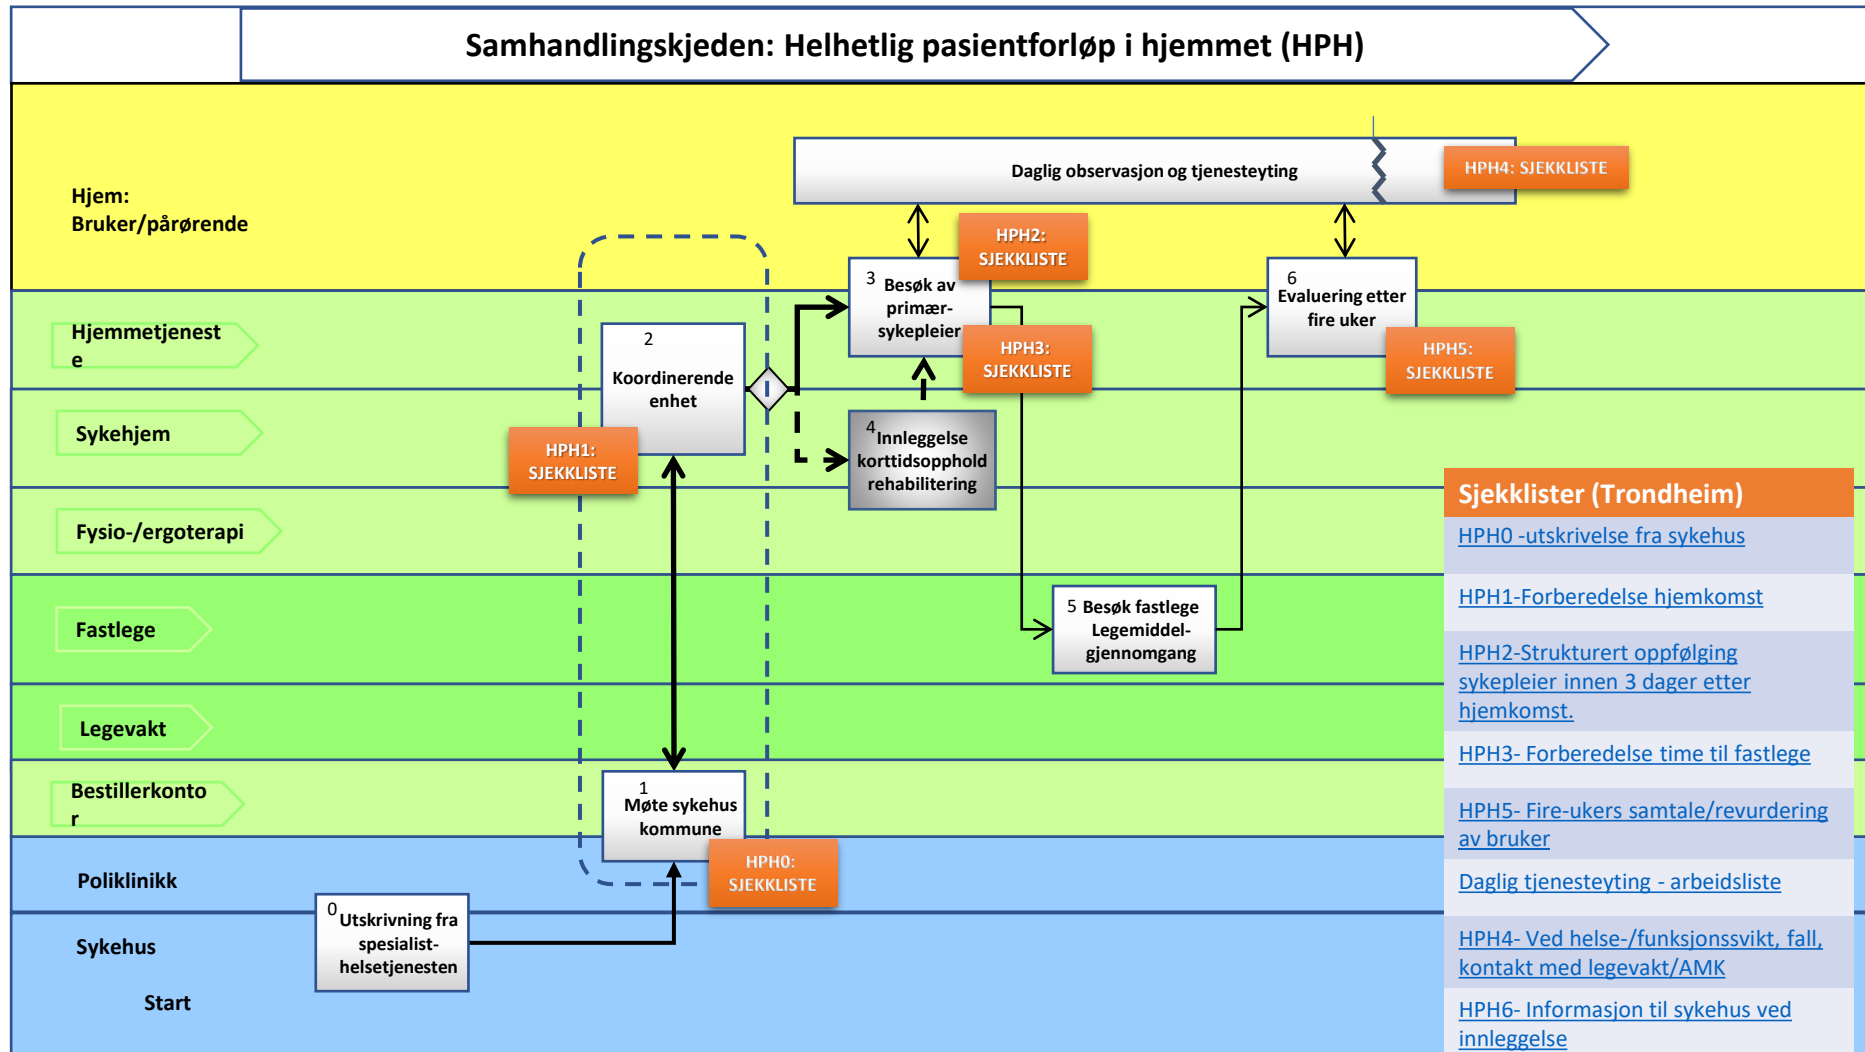 Samhandlingskjeden: Helhetlig pasientforløp i hjemmet (HPH)
Hjem:
Bruker/pårørende
Daglig observasjon og tjenesteyting
HPH4: SJEKKLISTE
HPH2:
SJEKKLISTE
3
Besøk av
primær-
sykepleier
6
Evaluering etter
fire uker
Hjemmetjenest
e
2
Koordinerende
enhet
HPH3:
SJEKKLISTE
HPH5:
SJEKKLISTE
Sykehjem
HPH1:
SJEKKLISTE
4
Innleggelse
korttidsopphold
rehabilitering
Fysio-/ergoterapi
Fastlege
5
Besøk fastlege
Legemiddel-
gjennomgang
Legevakt
Bestillerkonto
r
1
Møte sykehus
kommune
HPH0:
SJEKKLISTE
Poliklinikk
0
Utskrivning fra
spesialist-
helsetjenesten
Sykehus
Start
Sjekklister (Trondheim)
HPH0 -utskrivelse fra sykehus
HPH1-Forberedelse hjemkomst
HPH2-Strukturert oppfølging
sykepleier innen 3 dager etter
hjemkomst.
HPH3- Forberedelse time til fastlege
HPH5- Fire-ukers samtale/revurdering
av bruker
Daglig tjenesteyting - arbeidsliste
HPH4- Ved helse-/funksjonssvikt, fall,
kontakt med legevakt/AMK
HPH6- Informasjon til sykehus ved
innleggelse